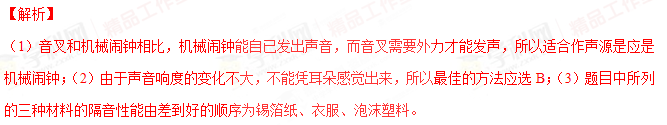 【解析】
（1）音叉和机械闹钟相比，机械闹钟能自已发出声音，而音叉需要外力才能发声，所以适合作声源是应是
机械闹钟；（2）由于声音响度的变化不大，不能凭耳朵感觉出来，所以最佳的方法应选 B；（3）题目中所列
的三种材料的隔音性能由差到好的顺序为锡箔纸、衣服、泡沫塑料。